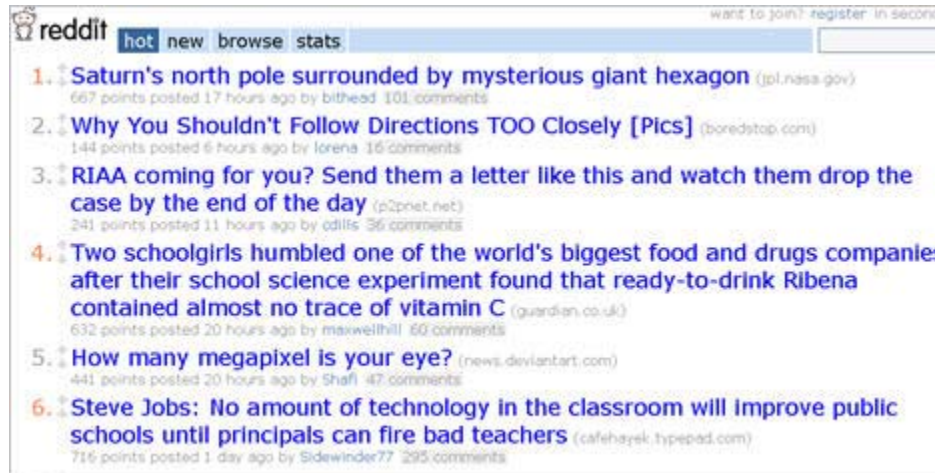 want to join? register in secon
reddit hot new browse stats
1. Saturn's north pole surrounded by mysterious giant hexagon (jpl.nasa.gov)
667 points posted 17 hours ago by bithead 101 comments
2. Why You Shouldn't Follow Directions TOO Closely [Pics] (boredstop.com)
144 points posted 6 hours ago by lorena 16 comments
3. RIAA coming for you? Send them a letter like this and watch them drop the
case by the end of the day (p2pnet.net)
241 points posted 11 hours ago by cdills 36 comments
4. Two schoolgirls humbled one of the world's biggest food and drugs companies
after their school science experiment found that ready-to-drink Ribena
contained almost no trace of vitamin C (guardian.co.uk)
632 points posted 20 hours ago by maxwellhill 60 comments
5. How many megapixel is your eye? (news.deviantart.com)
441 points posted 20 hours ago by Shafi 47 comments
6. Steve Jobs: No amount of technology in the classroom will improve public
schools until principals can fire bad teachers (cafehayek.typepad.com)
716 points posted 1 day ago by Sidewinder77 295 comments